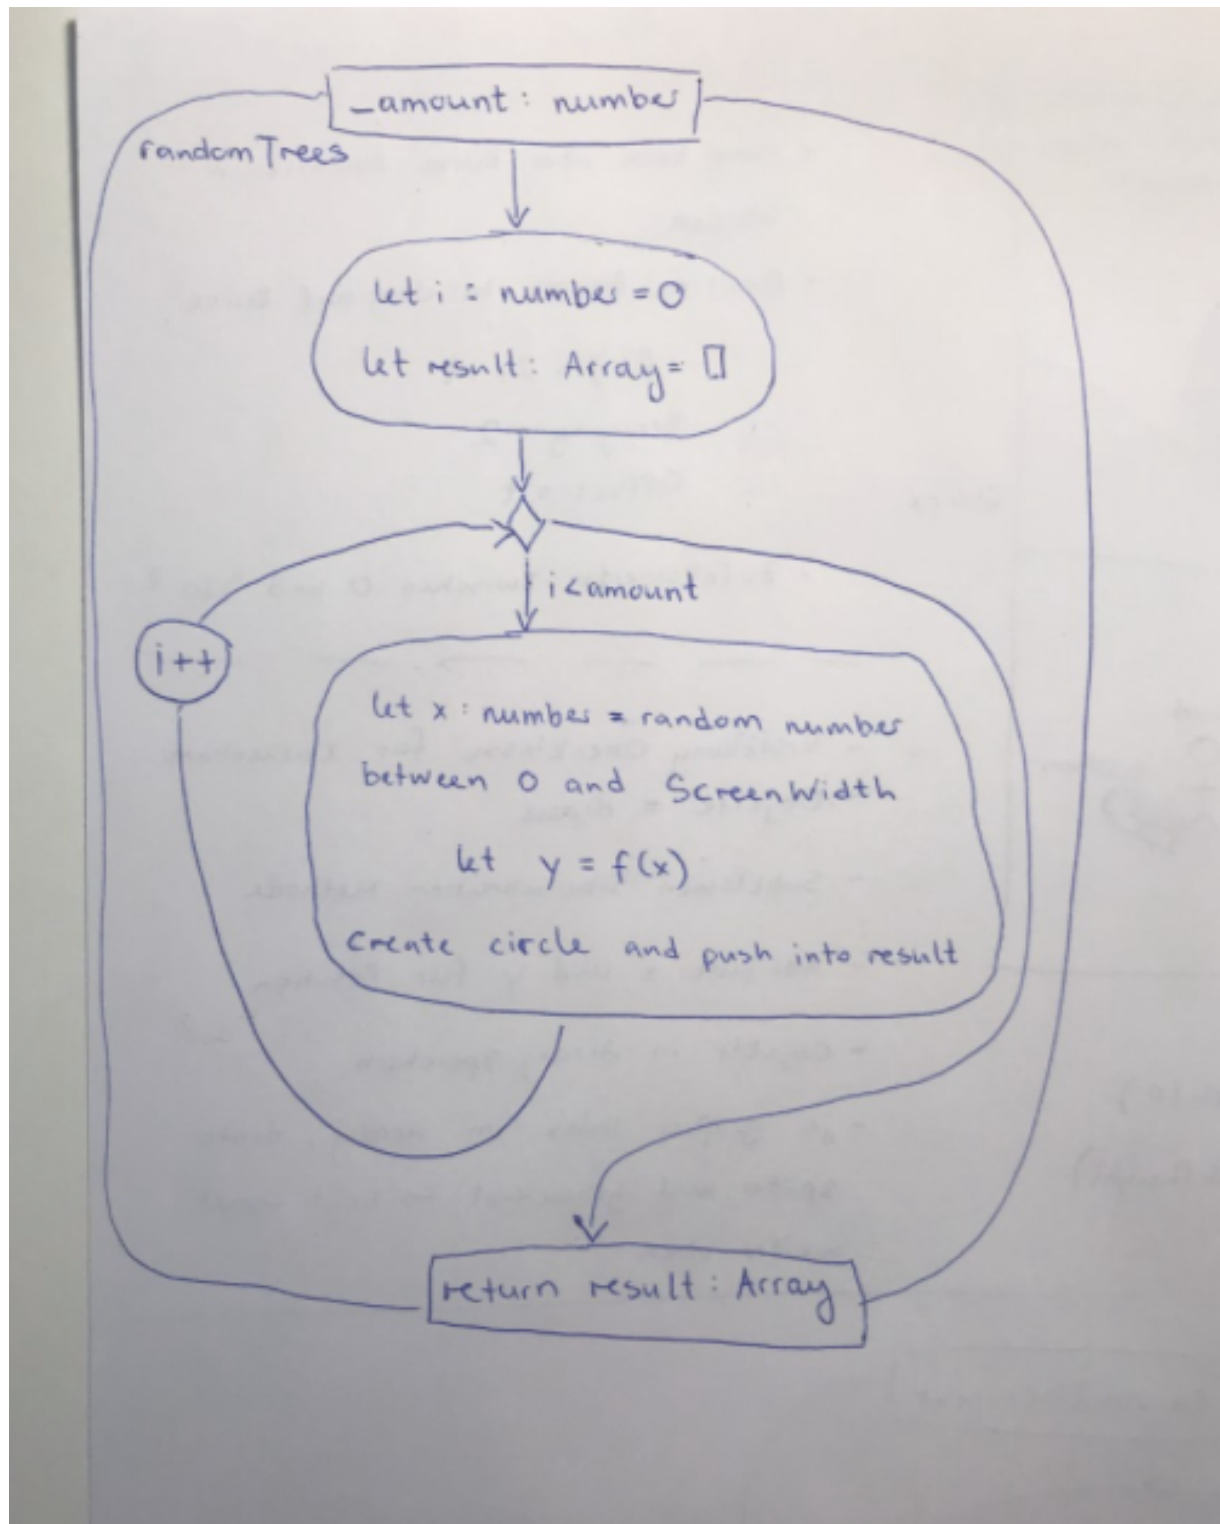 _amount: number
randomTrees
let i: number = 0
let result: Array = []
i < amount
i++
let x: number = random number
between 0 and ScreenWidth
let y = f(x)
create circle and push into result
return result: Array